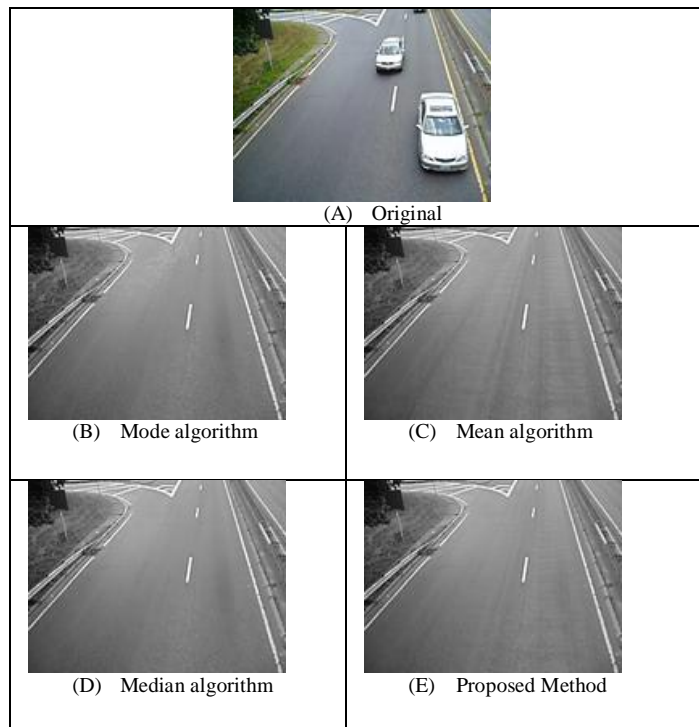 (A) Original
(B) Mode algorithm
(C) Mean algorithm
(D) Median algorithm
(E) Proposed Method